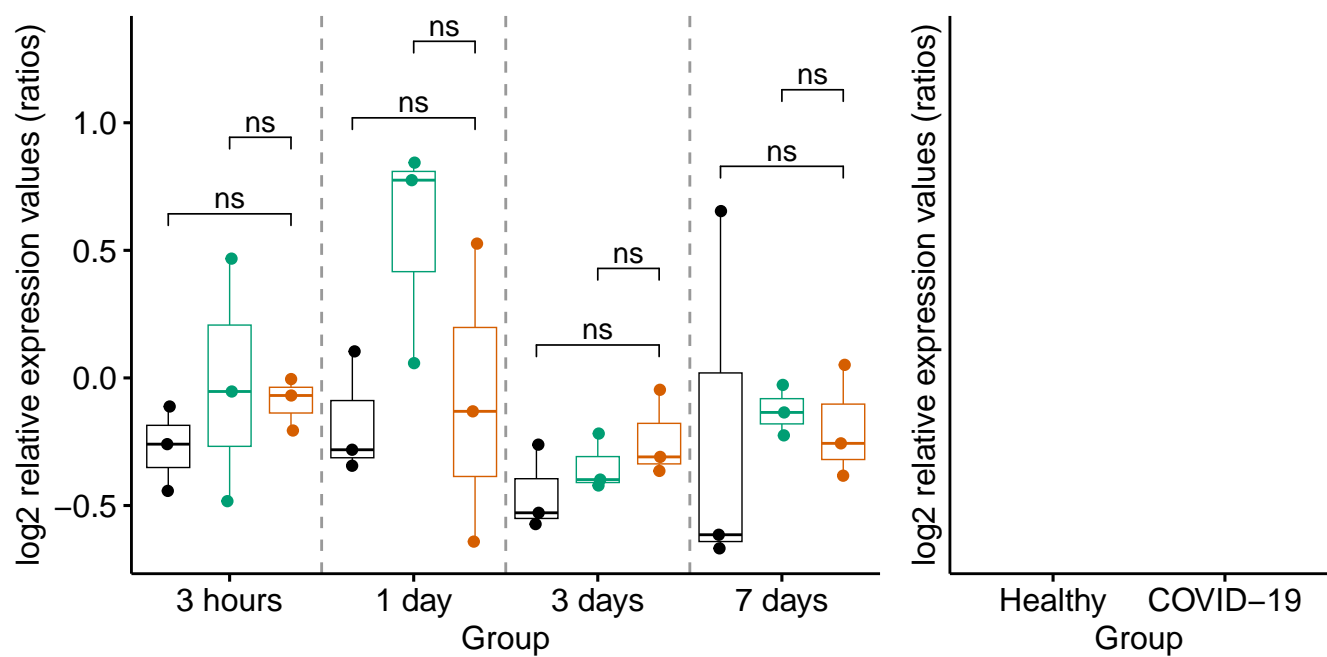 log2 relative expression values (ratios)
1.0
0.5
0.0
−0.5
ns
ns
ns
ns
ns
ns
ns
ns
3 hours
1 day
3 days
7 days
Group
log2 relative expression values (ratios)
Healthy
COVID−19
Group